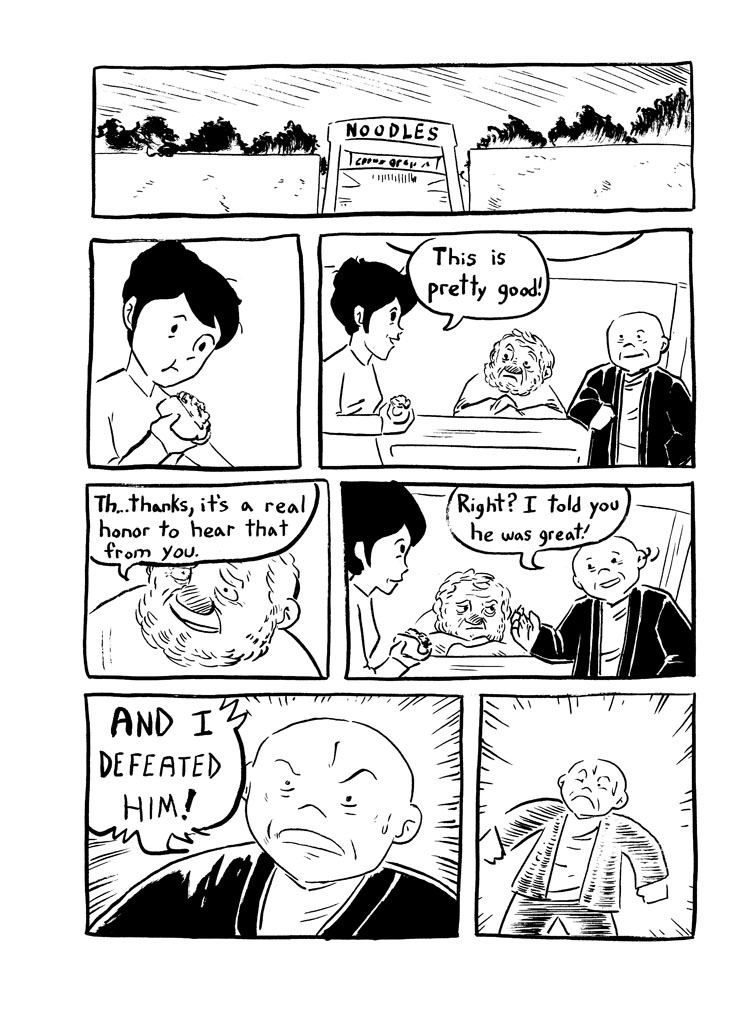 NOODLES
This is
pretty good!
Th...thanks, it's a real
honor to hear that
from you.
Right? I told you
he was great!
AND I
DEFEATED
HIM!